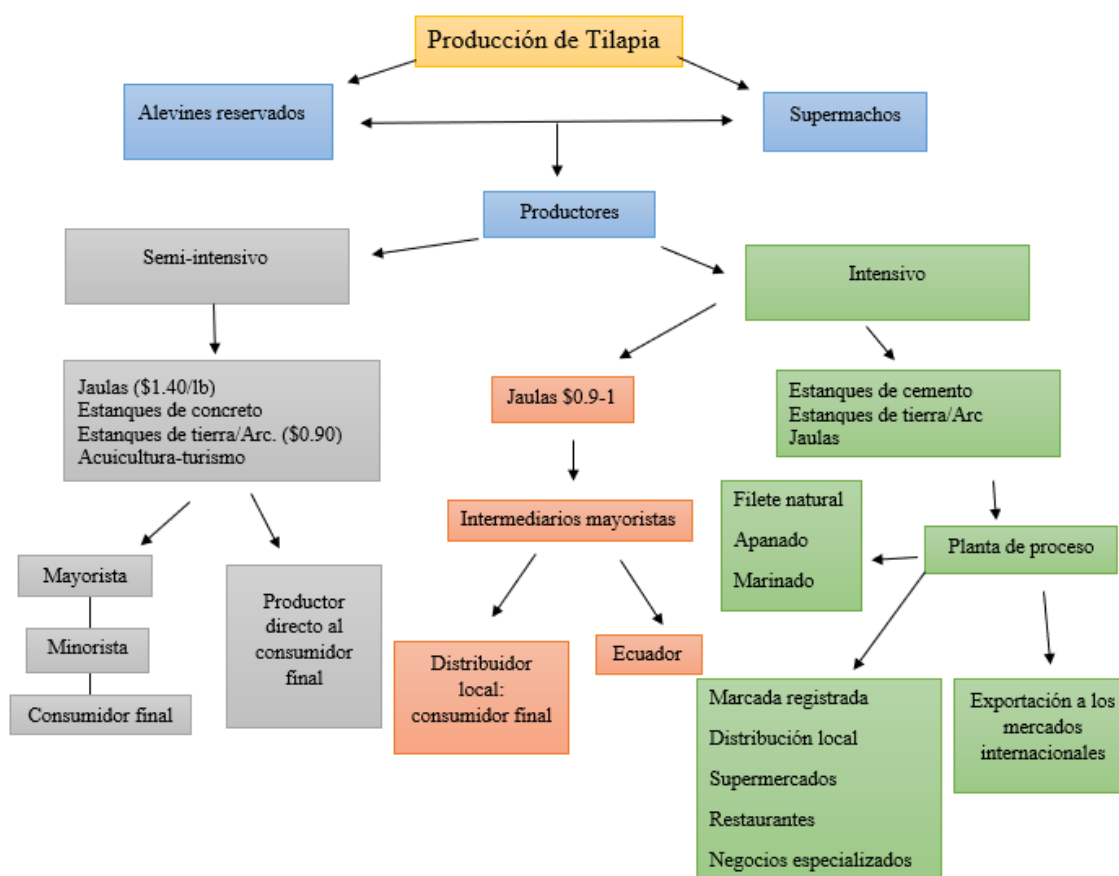 Producción de Tilapia
Alevines reservados
Supermachos
Productores
Semi-intensivo
Intensivo
Jaulas ($1.40/lb)
Estanques de concreto
Estanques de tierra/Arc. ($0.90)
Acuicultura-turismo
Jaulas $0.9-1
Estanques de cemento
Estanques de tierra/Arc
Jaulas
Intermediarios mayoristas
Filete natural
Apanado
Marinado
Planta de proceso
Mayorista
Minorista
Consumidor final
Productor
directo al
consumidor
final
Distribuidor
local:
consumidor final
Ecuador
Marcada registrada
Distribución local
Supermercados
Restaurantes
Negocios especializados
Exportación a los
mercados
internacionales